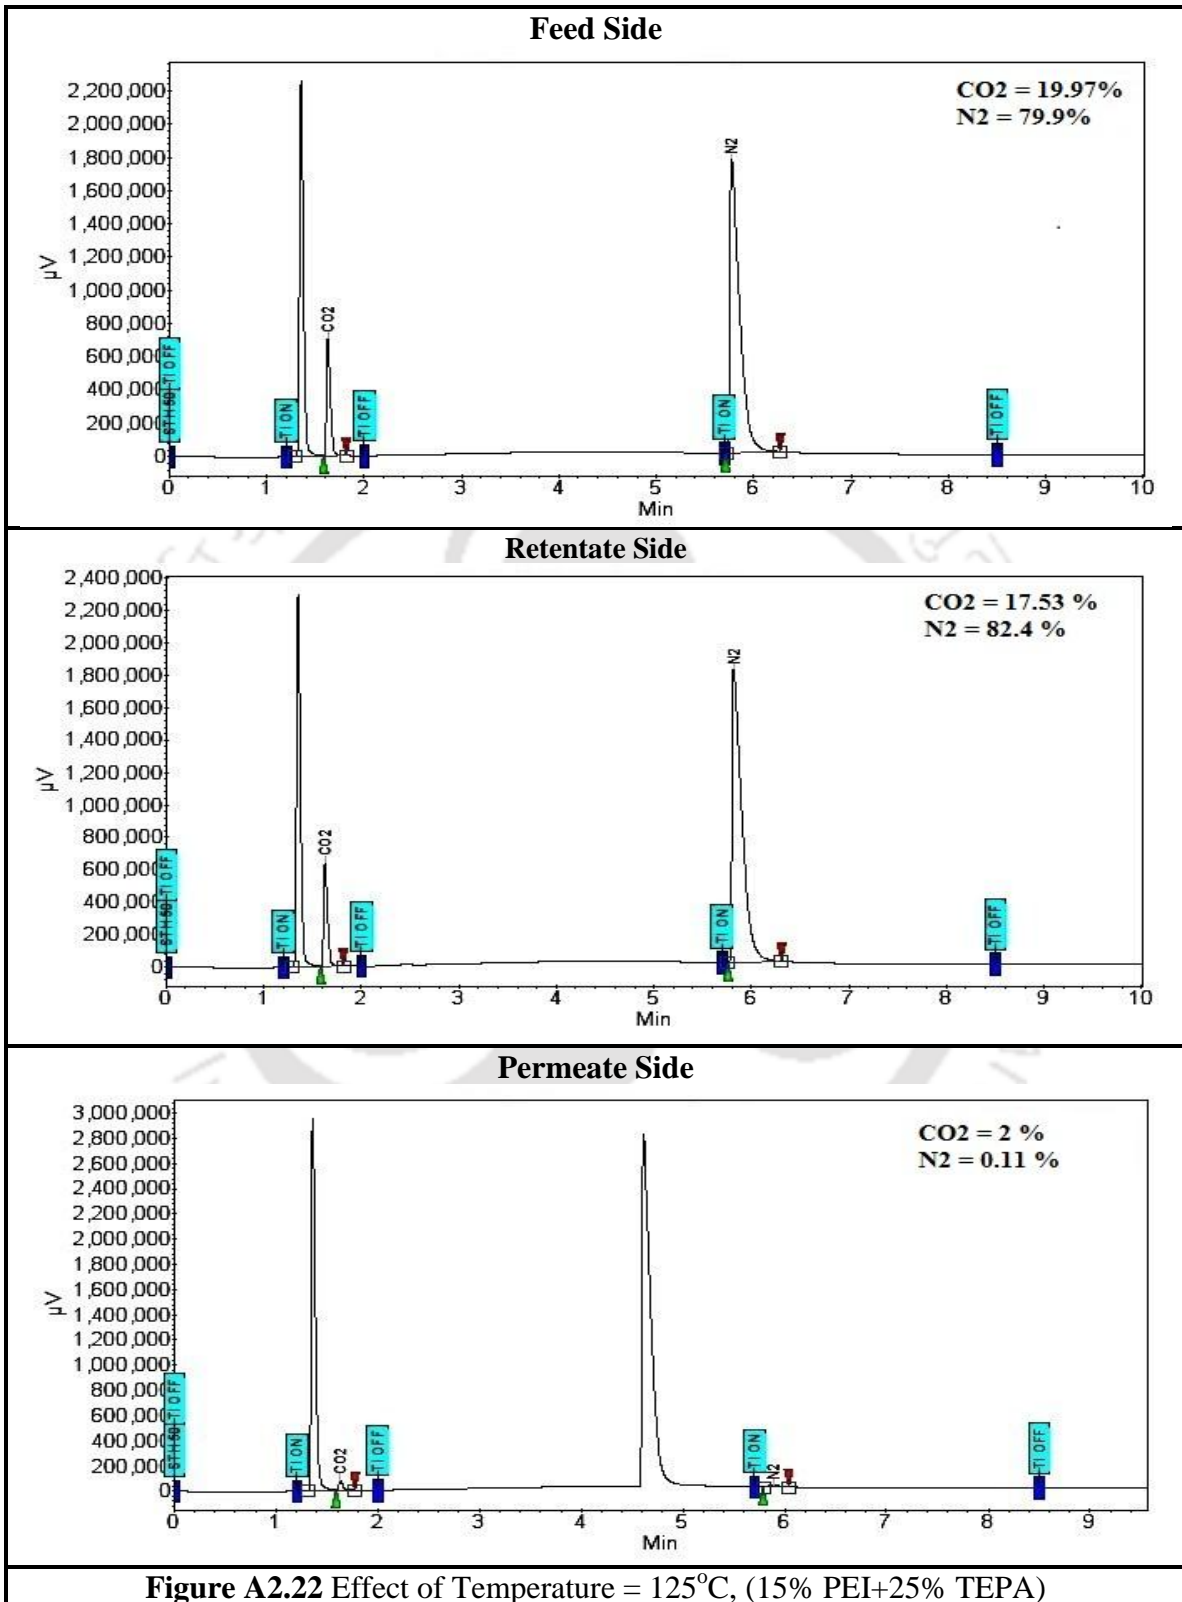 Feed Side
CO2 = 19.97%
N2 = 79.9%
2,200,000
2,000,000
1,800,000
1,600,000
1,400,000
1,200,000
1,000,000
800,000
600,000
400,000
200,000
0
µV
TI OFF
TI ON
CO2
TI OFF
N2
TI ON
TI OFF
0 1 2 3 4 5 6 7 8 9 10
Min
Retentate Side
CO2 = 17.53 %
N2 = 82.4 %
2,400,000
2,200,000
2,000,000
1,800,000
1,600,000
1,400,000
1,200,000
1,000,000
800,000
600,000
400,000
200,000
0
µV
TI OFF
TI ON
CO2
TI OFF
N2
TI ON
TI OFF
0 1 2 3 4 5 6 7 8 9 10
Min
Permeate Side
CO2 = 2 %
N2 = 0.11 %
3,000,000
2,800,000
2,600,000
2,400,000
2,200,000
2,000,000
1,800,000
1,600,000
1,400,000
1,200,000
1,000,000
800,000
600,000
400,000
200,000
0
µV
TI OFF
TI ON
CO2
TI OFF
TI ON
N2
TI OFF
0 1 2 3 4 5 6 7 8 9
Min
Figure A2.22 Effect of Temperature = 125°C, (15% PEI+25% TEPA)